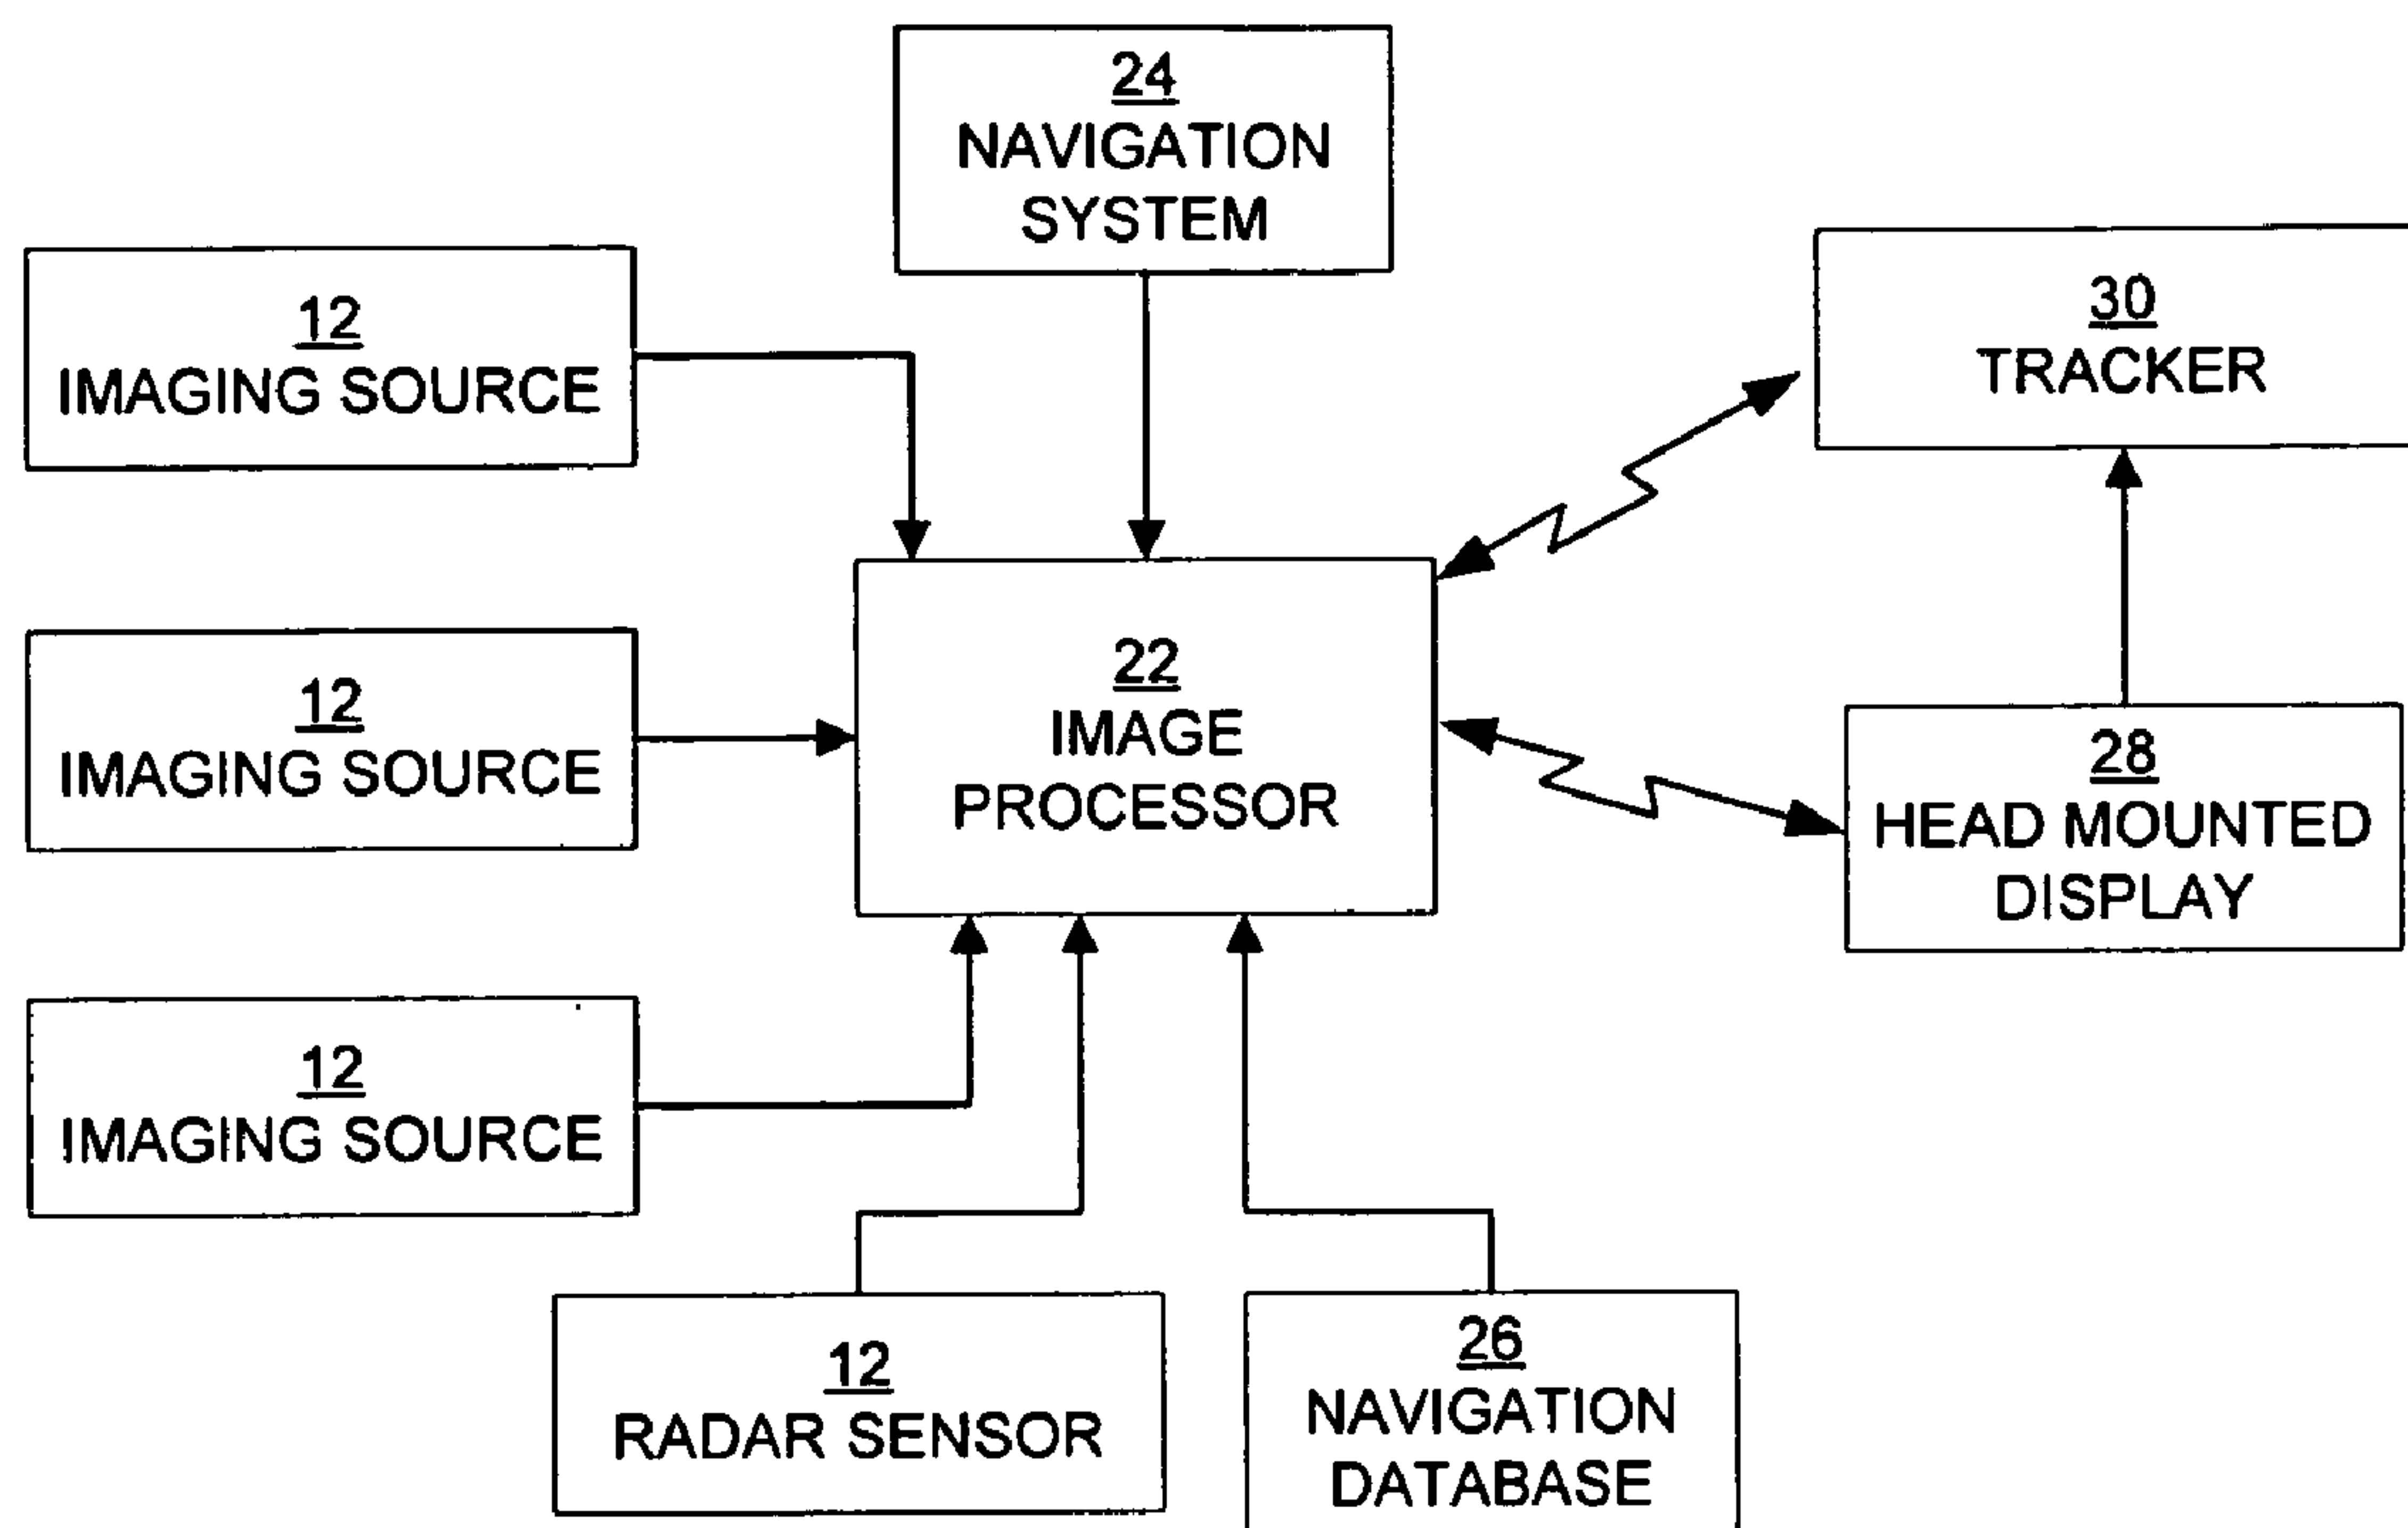 24
NAVIGATION
SYSTEM
12
IMAGING SOURCE
30
TRACKER
12
IMAGING SOURCE
22
IMAGE
PROCESSOR
28
HEAD MOUNTED
DISPLAY
12
IMAGING SOURCE
12
RADAR SENSOR
26
NAVIGATION
DATABASE